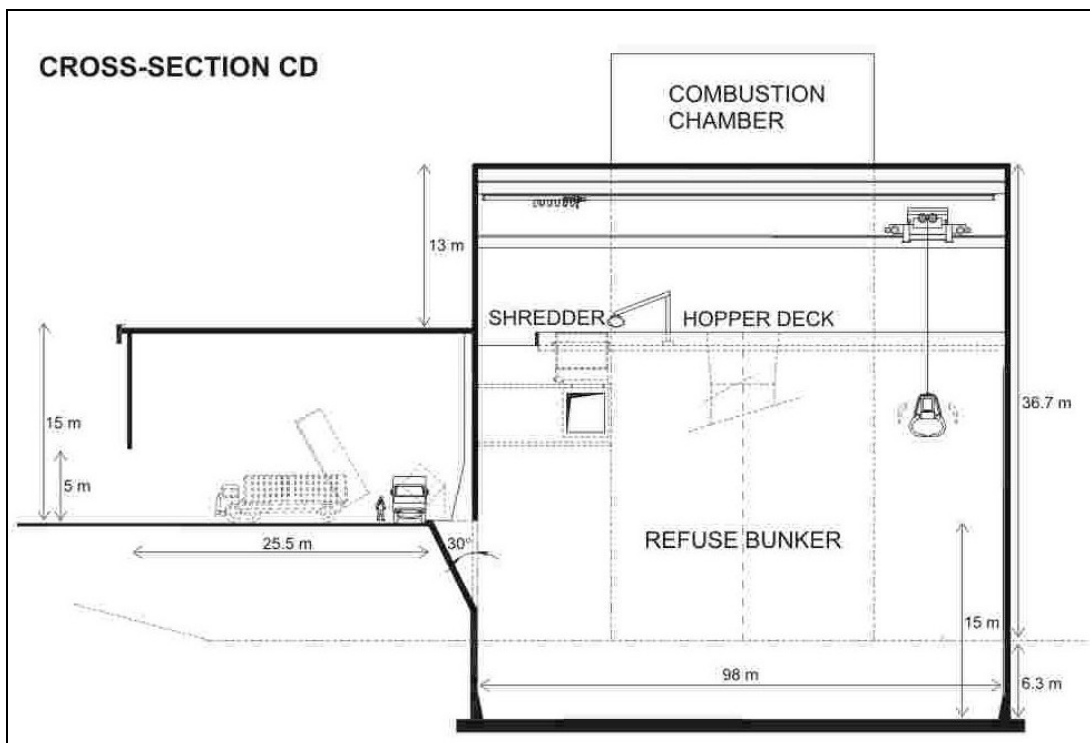 CROSS-SECTION CD
COMBUSTION
CHAMBER
13 m
SHREDDER
HOPPER DECK
15 m
36.7 m
5 m
25.5 m
30°
REFUSE BUNKER
15 m
98 m
6.3 m